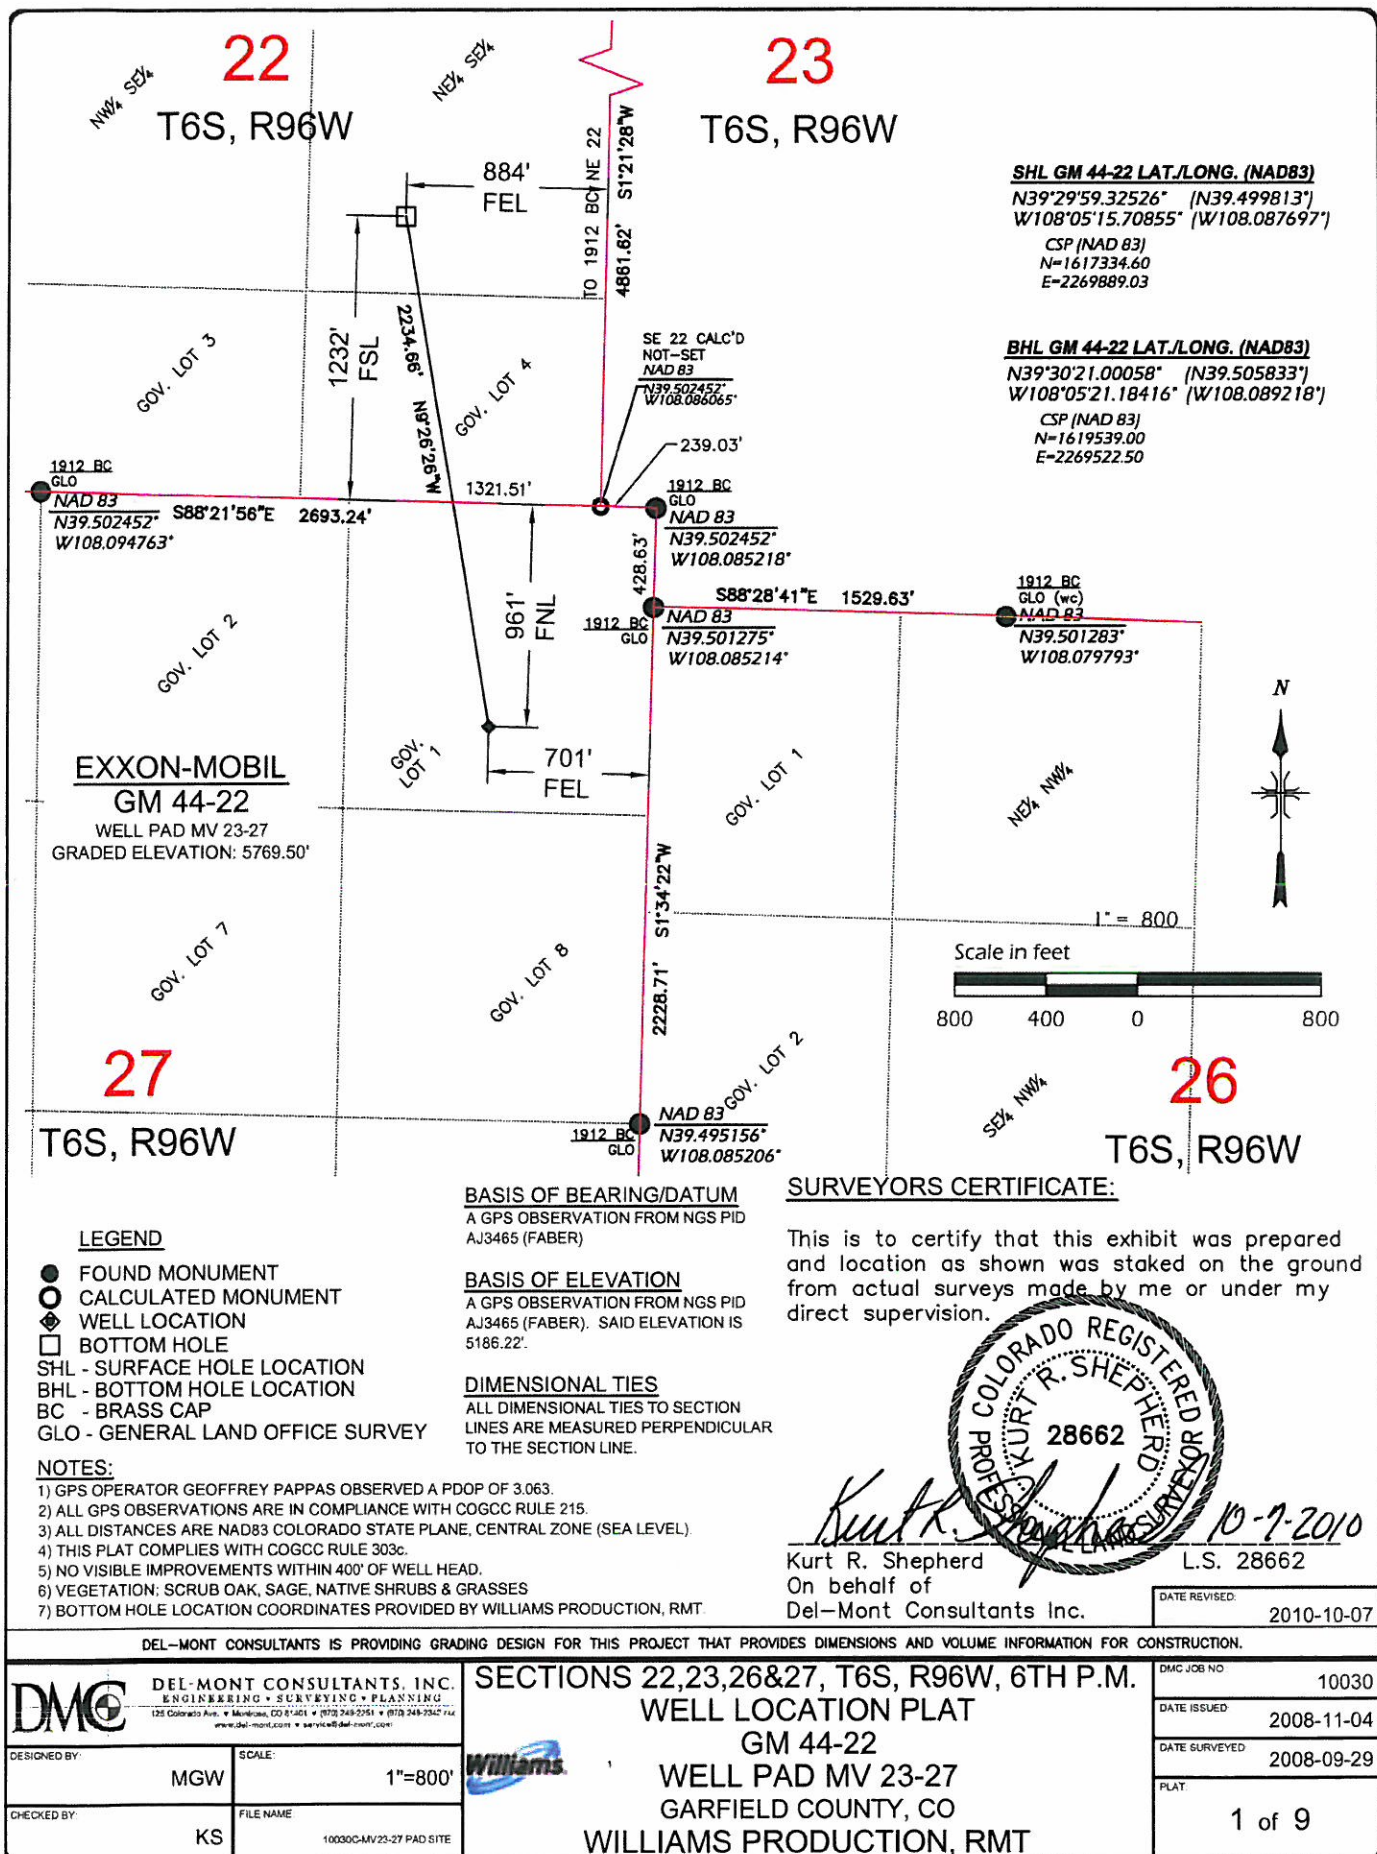 22
23
T6S, R96W
T6S, R96W
NW¼ SE¼
NE¼ SE¼
884'
FEL
TO 1912 BC NE 22
4861.62' S1°21'28"W
SHL GM 44-22 LAT./LONG. (NAD83)
N39°29'59.32526" (N39.499813°)
W108°05'15.70855" (W108.087697°)
CSP (NAD 83)
N=1617334.60
E=2269889.03
1232'
FSL
2234.66' N9°26'26"W
GOV. LOT 3
GOV. LOT 4
SE 22 CALC'D
NOT-SET
NAD 83
N39.502452°
W108.086065°
BHL GM 44-22 LAT./LONG. (NAD83)
N39°30'21.00058" (N39.505833°)
W108°05'21.18416" (W108.089218°)
CSP (NAD 83)
N=1619539.00
E=2269522.50
239.03'
1912 BC
GLO
NAD 83
N39.502452°
W108.094763°
S88°21'56"E 2693.24'
1321.51'
1912 BC
GLO
NAD 83
N39.502452°
W108.085218°
428.63'
961'
FNL
S88°28'41"E 1529.63'
1912 BC
GLO
NAD 83
N39.501275°
W108.085214°
1912 BC
GLO (wc)
NAD 83
N39.501283°
W108.079793°
GOV. LOT 2
GOV.
LOT 1
701'
FEL
GOV. LOT 1
NE¼ NW¼
N
EXXON-MOBIL
GM 44-22
WELL PAD MV 23-27
GRADED ELEVATION: 5769.50'
2228.71' S1°34'22"W
1" = 800
Scale in feet
800 400 0 800
GOV. LOT 7
GOV. LOT 8
GOV. LOT 2
SE¼ NW¼
27
T6S, R96W
26
T6S, R96W
1912 BC
GLO
NAD 83
N39.495156°
W108.085206°
LEGEND
FOUND MONUMENT
CALCULATED MONUMENT
WELL LOCATION
BOTTOM HOLE
SHL - SURFACE HOLE LOCATION
BHL - BOTTOM HOLE LOCATION
BC - BRASS CAP
GLO - GENERAL LAND OFFICE SURVEY
BASIS OF BEARING/DATUM
A GPS OBSERVATION FROM NGS PID
AJ3465 (FABER)
BASIS OF ELEVATION
A GPS OBSERVATION FROM NGS PID
AJ3465 (FABER). SAID ELEVATION IS
5186.22'.
DIMENSIONAL TIES
ALL DIMENSIONAL TIES TO SECTION
LINES ARE MEASURED PERPENDICULAR
TO THE SECTION LINE.
SURVEYORS CERTIFICATE:
This is to certify that this exhibit was prepared
and location as shown was staked on the ground
from actual surveys made by me or under my
direct supervision.
COLORADO REGISTERED
PROFESSIONAL LAND SURVEYOR
KURT R. SHEPHERD
28662
Kurt R. Shepherd 10-7-2010
Kurt R. Shepherd L.S. 28662
On behalf of
Del-Mont Consultants Inc.
NOTES:
1) GPS OPERATOR GEOFFREY PAPPAS OBSERVED A PDOP OF 3.063.
2) ALL GPS OBSERVATIONS ARE IN COMPLIANCE WITH COGCC RULE 215.
3) ALL DISTANCES ARE NAD83 COLORADO STATE PLANE, CENTRAL ZONE (SEA LEVEL)
4) THIS PLAT COMPLIES WITH COGCC RULE 303c.
5) NO VISIBLE IMPROVEMENTS WITHIN 400' OF WELL HEAD.
6) VEGETATION: SCRUB OAK, SAGE, NATIVE SHRUBS & GRASSES
7) BOTTOM HOLE LOCATION COORDINATES PROVIDED BY WILLIAMS PRODUCTION, RMT.
DATE REVISED:
2010-10-07
DEL-MONT CONSULTANTS IS PROVIDING GRADING DESIGN FOR THIS PROJECT THAT PROVIDES DIMENSIONS AND VOLUME INFORMATION FOR CONSTRUCTION.
DMC
DEL-MONT CONSULTANTS, INC.
ENGINEERING ▾ SURVEYING ▾ PLANNING
125 Colorado Ave. ▾ Montrose, CO 81401 ▾ (970) 249-2251 ▾ (970) 249-2342 FAX
www.del-mont.com ▾ service@del-mont.com
DESIGNED BY:
MGW
SCALE:
1"=800'
CHECKED BY:
KS
FILE NAME
10030C-MV23-27 PAD SITE
Williams
SECTIONS 22,23,26&27, T6S, R96W, 6TH P.M.
WELL LOCATION PLAT
GM 44-22
WELL PAD MV 23-27
GARFIELD COUNTY, CO
WILLIAMS PRODUCTION, RMT
DMC JOB NO
10030
DATE ISSUED:
2008-11-04
DATE SURVEYED
2008-09-29
PLAT:
1 of 9